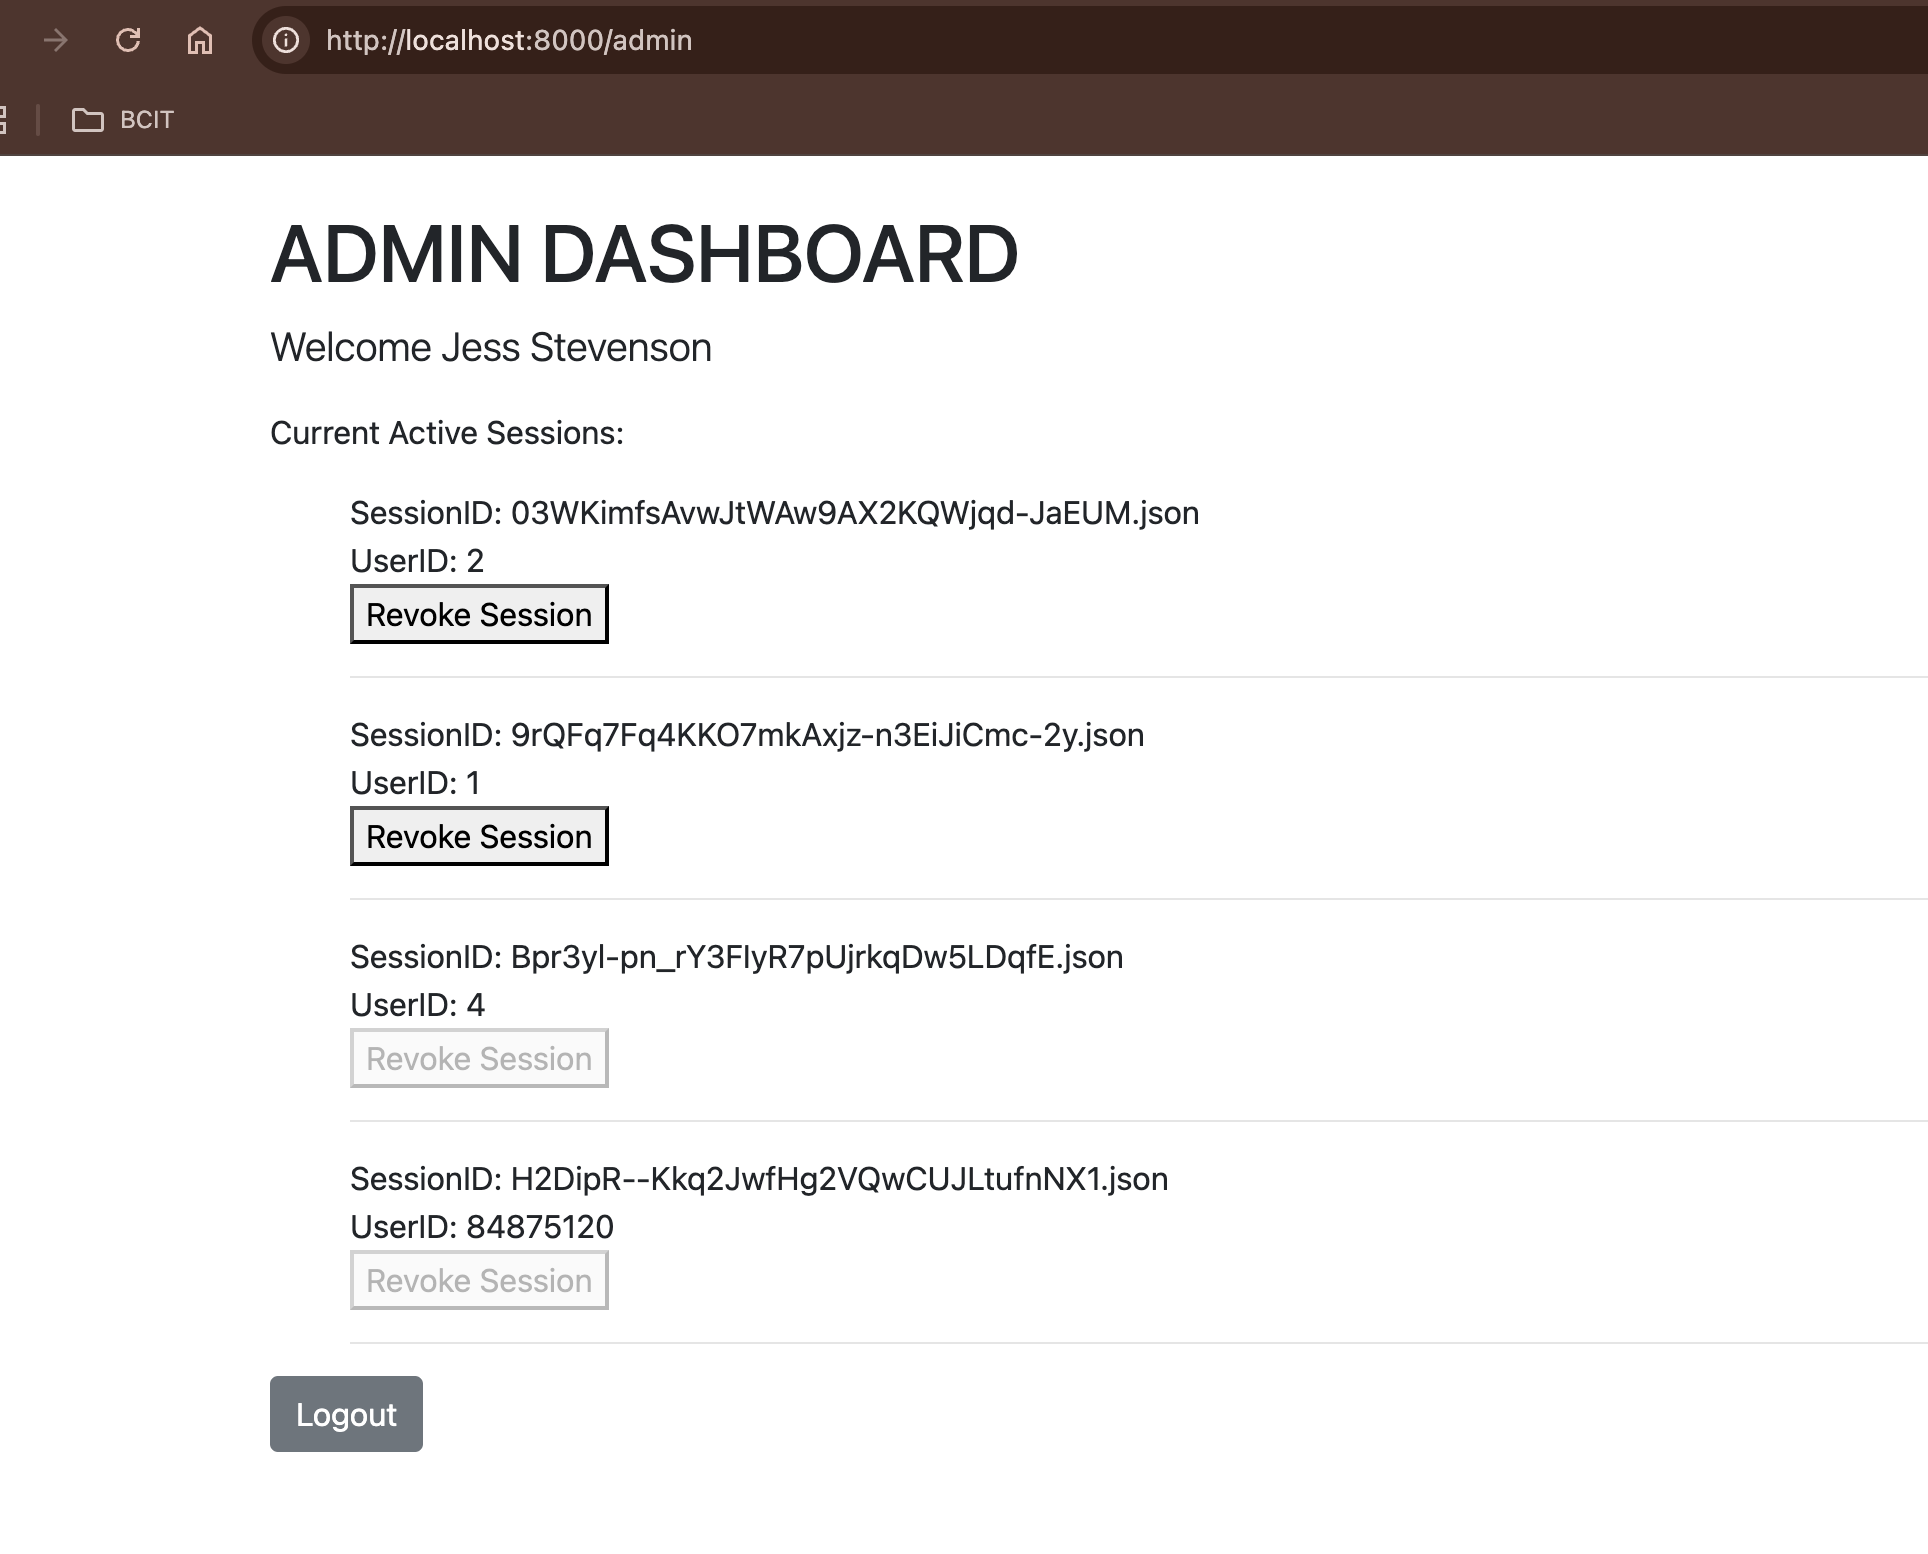 http://localhost:8000/admin
BCIT
ADMIN DASHBOARD
Welcome Jess Stevenson
Current Active Sessions:
SessionID: 03WKimfsAvwJtWAw9AX2KQWjqd-JaEUM.json
UserID: 2
Revoke Session
SessionID: 9rQFq7Fq4KKO7mkAxjz-n3EiJiCmc-2y.json
UserID: 1
Revoke Session
SessionID: Bpr3yl-pn_rY3FIyR7pUjrkqDw5LDqfE.json
UserID: 4
Revoke Session
SessionID: H2DipR--Kkq2JwfHg2VQwCUJLtufnNX1.json
UserID: 84875120
Revoke Session
Logout